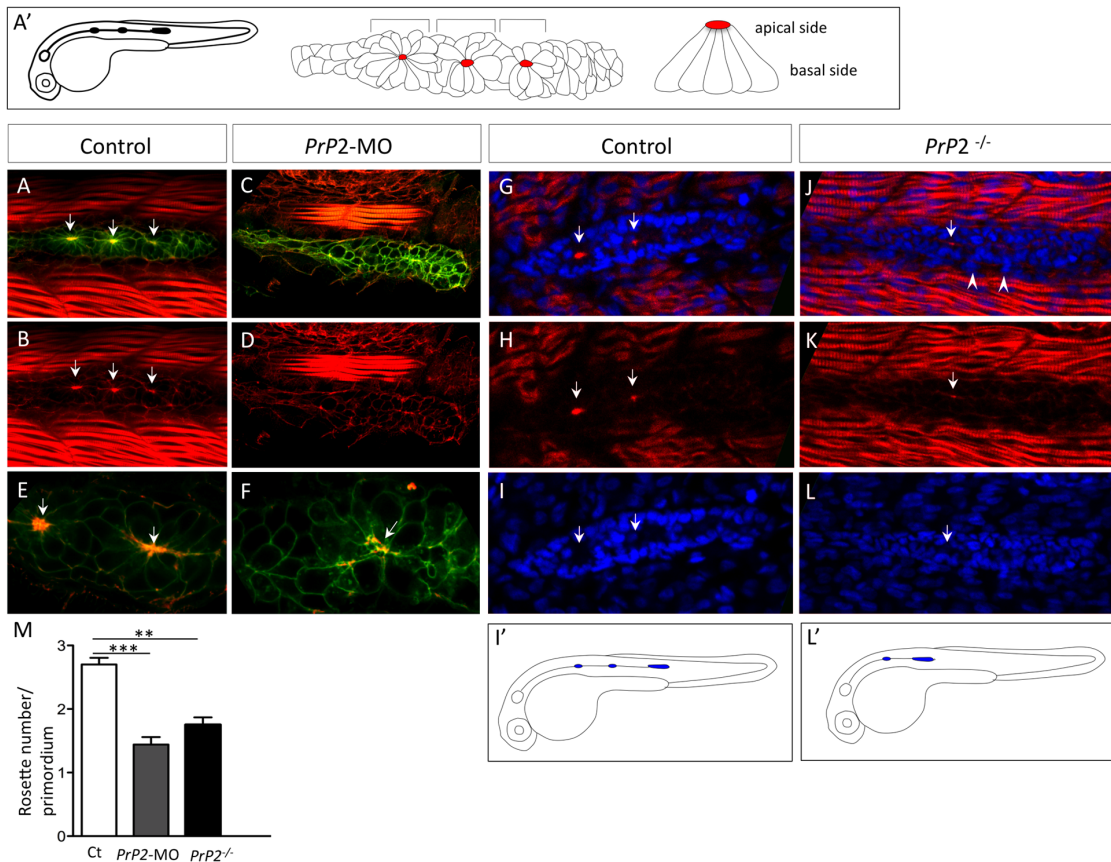 A'
apical side
basal side
Control
PrP2-MO
Control
PrP2 -/-
A
C
G
J
B
D
H
K
E
F
I
L
M
I'
L'
**
***
3
2
1
0
Rosette number/
primordium
Ct
PrP2-MO
PrP2-/-